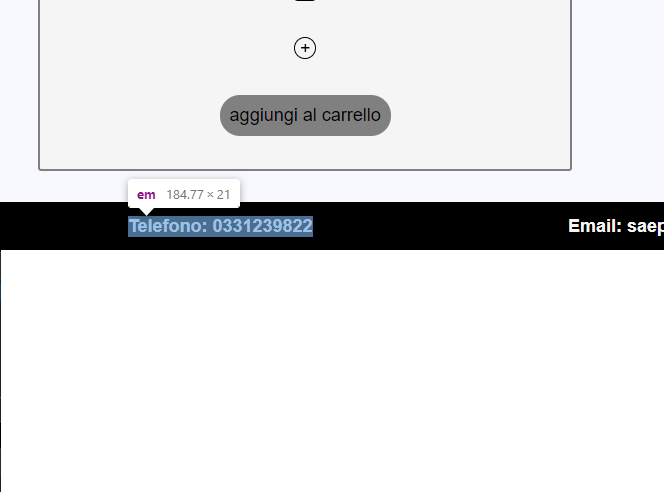 +
aggiungi al carrello
em 184.77 × 21
Telefono: 0331239822 Email: saep